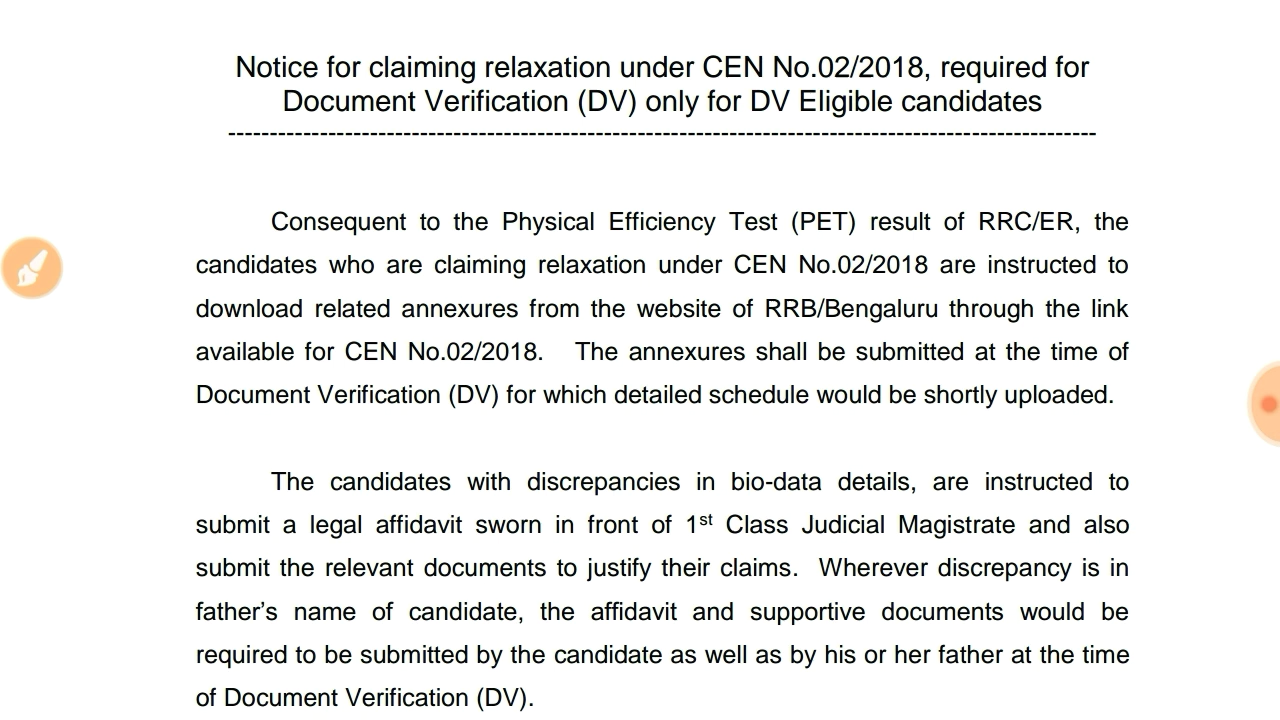 Notice for claiming relaxation under CEN No.02/2018, required for
Document Verification (DV) only for DV Eligible candidates
--------------------------------------------------------------------------------------------------------
Consequent to the Physical Efficiency Test (PET) result of RRC/ER, the
candidates who are claiming relaxation under CEN No.02/2018 are instructed to
download related annexures from the website of RRB/Bengaluru through the link
available for CEN No.02/2018. The annexures shall be submitted at the time of
Document Verification (DV) for which detailed schedule would be shortly uploaded.
The candidates with discrepancies in bio-data details, are instructed to
submit a legal affidavit sworn in front of 1st Class Judicial Magistrate and also
submit the relevant documents to justify their claims. Wherever discrepancy is in
father’s name of candidate, the affidavit and supportive documents would be
required to be submitted by the candidate as well as by his or her father at the time
of Document Verification (DV).